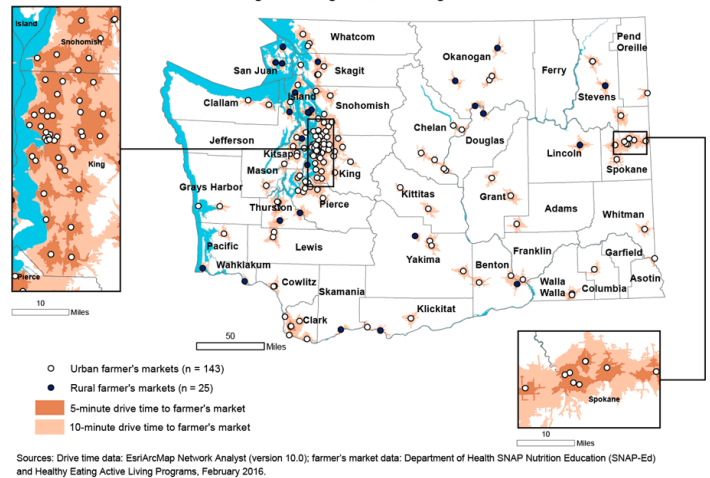 Island
Snohomish
King
Pierce
10
Miles
Whatcom
San Juan
Skagit
Island
Clallam
Snohomish
Jefferson
Kitsap
Mason
King
Grays Harbor
Thurston
Pierce
Pacific
Lewis
Wahkiakum
Cowlitz
Skamania
Clark
Okanogan
Ferry
Pend
Oreille
Stevens
Chelan
Douglas
Lincoln
Spokane
Kittitas
Grant
Adams
Whitman
Yakima
Benton
Franklin
Garfield
Walla
Walla
Columbia
Asotin
Klickitat
50
Miles
Spokane
10
Miles
Urban farmer's markets (n = 143)
Rural farmer's markets (n = 25)
5-minute drive time to farmer's market
10-minute drive time to farmer's market
Sources: Drive time data: EsriArcMap Network Analyst (version 10.0); farmer's market data: Department of Health SNAP Nutrition Education (SNAP-Ed)
and Healthy Eating Active Living Programs, February 2016.